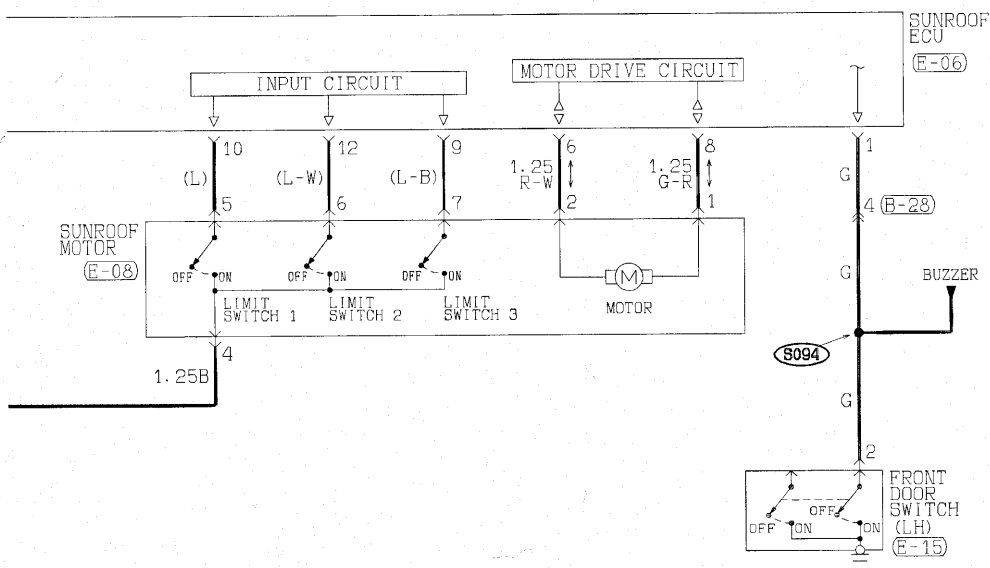 SUNROOF
ECU
(E-06)
INPUT CIRCUIT
MOTOR DRIVE CIRCUIT
10
12
9
6
8
1
(L)
(L-W)
(L-B)
1.25
R-W
1.25
G-R
G
5
6
7
2
1
4 (B-28)
SUNROOF
MOTOR
(E-08)
OFF ON
OFF ON
OFF ON
M
MOTOR
G
BUZZER
LIMIT
SWITCH 1
LIMIT
SWITCH 2
LIMIT
SWITCH 3
S094
4
1.25B
G
2
FRONT
DOOR
SWITCH
(LH)
(E-15)
OFF ON
OFF ON